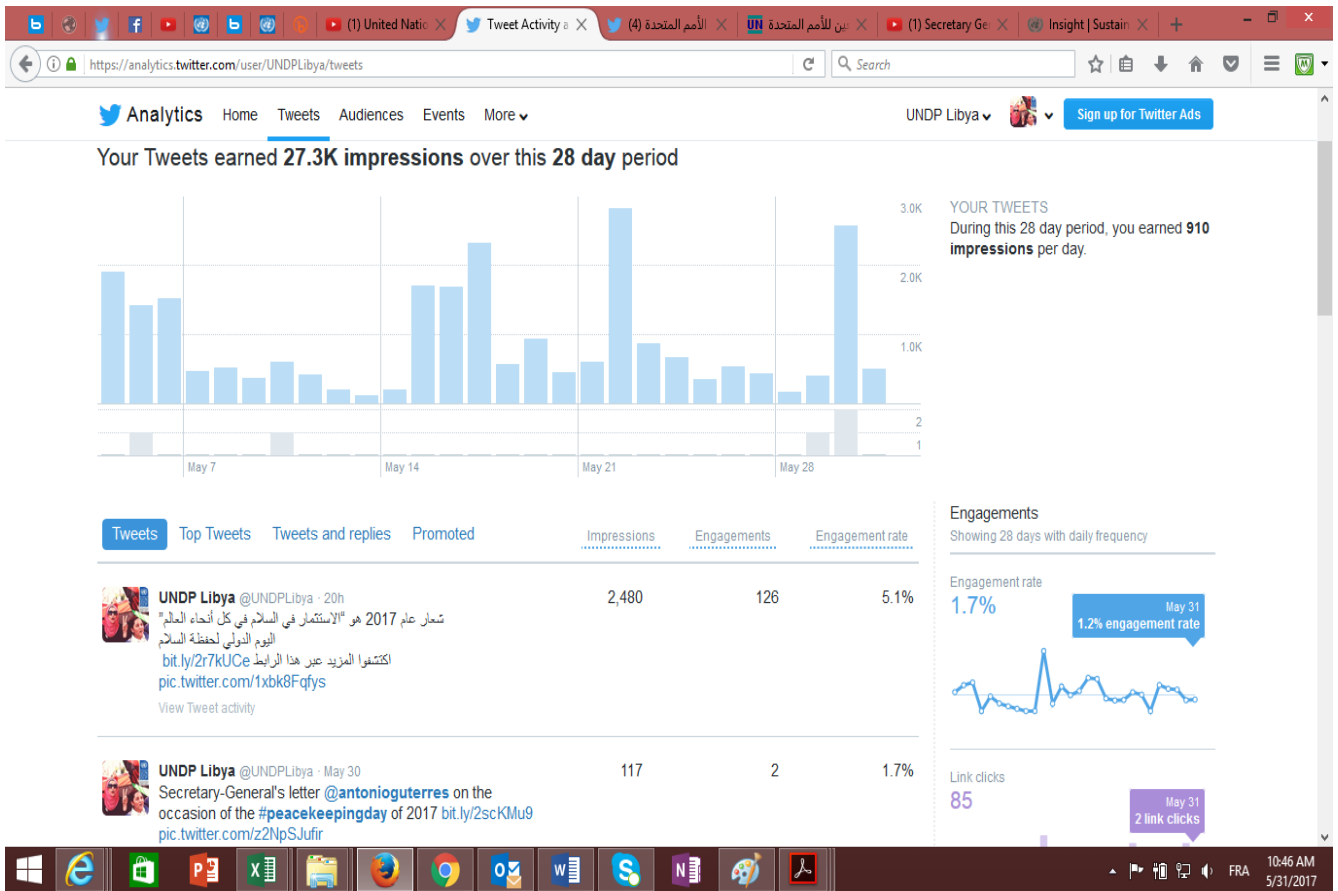 (1) United Natio
Tweet Activity a
(4) الأمم المتحدة
ين للأمم المتحدة
(1) Secretary Ge
Insight | Sustain
https://analytics.twitter.com/user/UNDPLibya/tweets
Search
Analytics Home Tweets Audiences Events More
UNDP Libya
Sign up for Twitter Ads
Your Tweets earned 27.3K impressions over this 28 day period
3.0K
2.0K
1.0K
2
1
May 7 May 14 May 21 May 28
YOUR TWEETS
During this 28 day period, you earned 910
impressions per day.
Tweets Top Tweets Tweets and replies Promoted
Impressions Engagements Engagement rate
UNDP Libya @UNDPLibya · 20h
2,480 126 5.1%
شعار عام 2017 هو "الاستثمار في السلام في كل أنحاء العالم"
اليوم الدولي لحفظة السلام
اكتشفوا المزيد عبر هذا الرابط bit.ly/2r7kUCe
pic.twitter.com/1xbk8Fqfys
View Tweet activity
UNDP Libya @UNDPLibya · May 30
117 2 1.7%
Secretary-General's letter @antonioguterres on the
occasion of the #peacekeepingday of 2017 bit.ly/2scKMu9
pic.twitter.com/z2NpSJufir
Engagements
Showing 28 days with daily frequency
Engagement rate
1.7%
May 31
1.2% engagement rate
Link clicks
85
May 31
2 link clicks
FRA
10:46 AM
5/31/2017